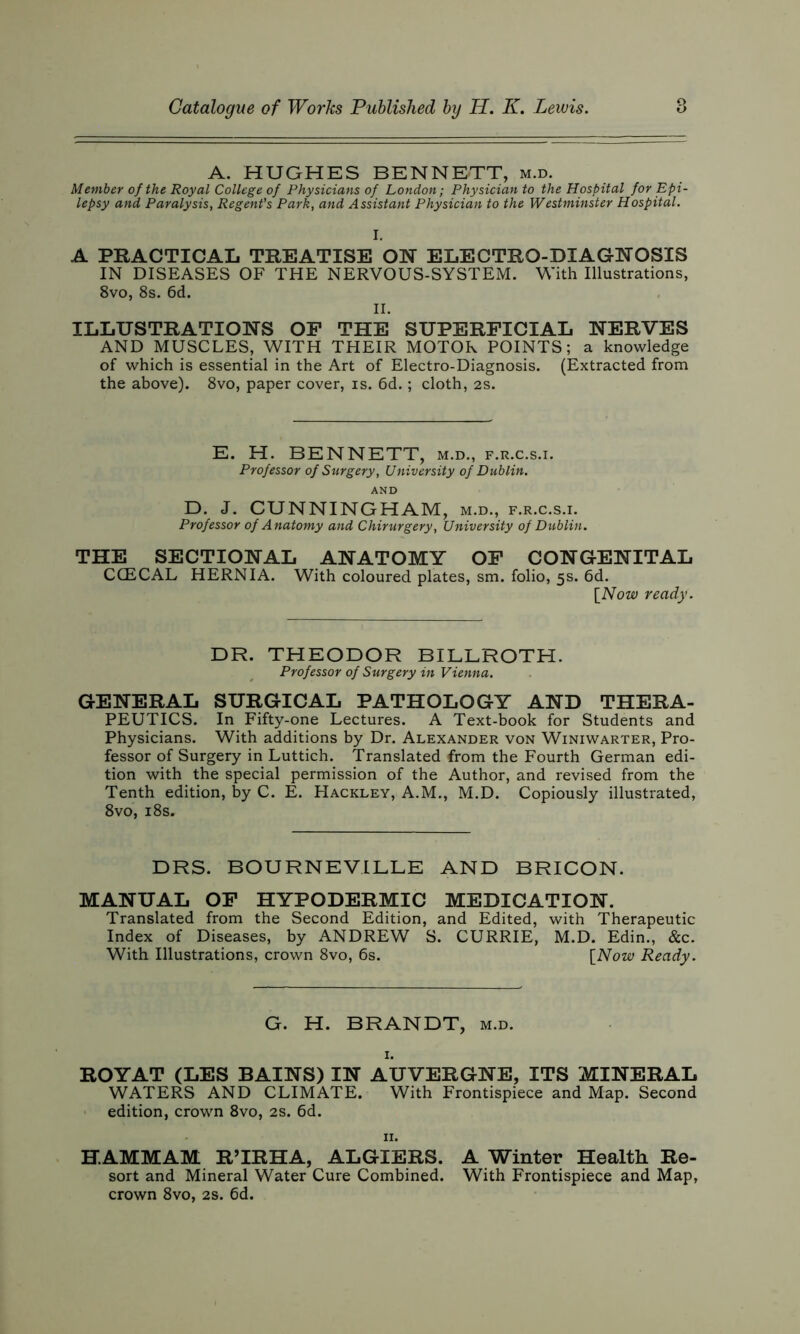 Catalogue of Works Published by H. K. Lewis. 3
A. HUGHES BENNETT, M.D.
Member of the Royal College of Physicians of London; Physician to the Hospital for Epi-
lepsy and Paralysis, Regent's Park, and Assistant Physician to the Westminster Hospital.
I.
A PRACTICAL TREATISE ON ELECTRO-DIAGNOSIS
IN DISEASES OF THE NERVOUS-SYSTEM. With Illustrations,
8vo, 8s. 6d.
II.
ILLUSTRATIONS OF THE SUPERFICIAL NERVES
AND MUSCLES, WITH THEIR MOTOR POINTS; a knowledge
of which is essential in the Art of Electro-Diagnosis. (Extracted from
the above). 8vo, paper cover, 1s. 6d.; cloth, 2s.
E. H. BENNETT, M.D., F.R.C.S.I.
Professor of Surgery, University of Dublin.
AND
D. J. CUNNINGHAM, M.D., F.R.C.S.I.
Professor of Anatomy and Chirurgery, University of Dublin.
THE SECTIONAL ANATOMY OF CONGENITAL
CŒCAL HERNIA. With coloured plates, sm. folio, 5s. 6d.
[Now ready.
DR. THEODOR BILLROTH.
Professor of Surgery in Vienna.
GENERAL SURGICAL PATHOLOGY AND THERA-
PEUTICS. In Fifty-one Lectures. A Text-book for Students and
Physicians. With additions by Dr. Alexander von Winiwarter, Pro-
fessor of Surgery in Luttich. Translated from the Fourth German edi-
tion with the special permission of the Author, and revised from the
Tenth edition, by C. E. Hackley, A.M., M.D. Copiously illustrated,
8vo, 18s.
DRS. BOURNEVILLE AND BRICON.
MANUAL OF HYPODERMIC MEDICATION.
Translated from the Second Edition, and Edited, with Therapeutic
Index of Diseases, by ANDREW S. CURRIE, M.D. Edin., &c.
With Illustrations, crown 8vo, 6s. [Now Ready.
G. H. BRANDT, M.D.
I.
ROYAT (LES BAINS) IN AUVERGNE, ITS MINERAL
WATERS AND CLIMATE. With Frontispiece and Map. Second
edition, crown 8vo, 2s. 6d.
II.
HAMMAM R'IRHA, ALGIERS. A Winter Health Re-
sort and Mineral Water Cure Combined. With Frontispiece and Map,
crown 8vo, 2s. 6d.